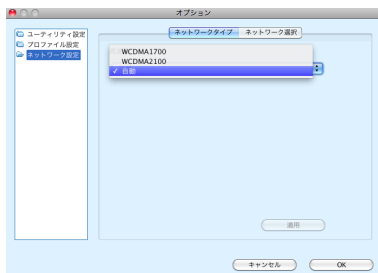 オプション
ユーティリティ設定
プロファイル設定
ネットワーク設定
ネットワークタイプ ネットワーク選択
WCDMA1700
WCDMA2100
✓ 自動
適用
キャンセル OK